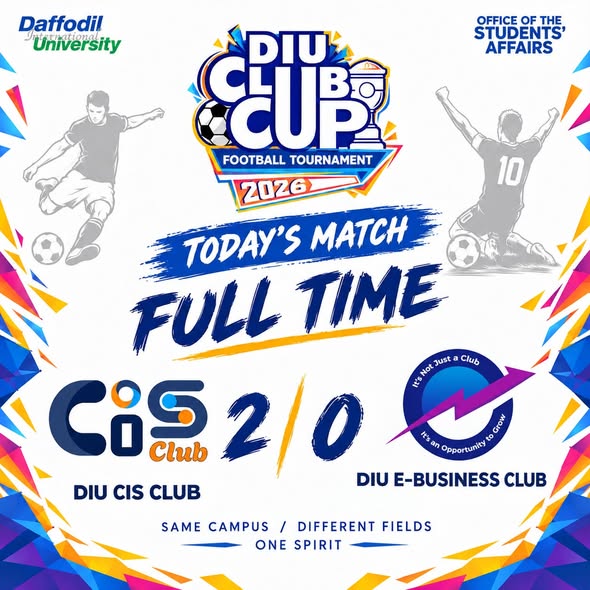 Daffodil
International
University
OFFICE OF THE
STUDENTS'
AFFAIRS
DIU
CLUB
CUP
FOOTBALL TOURNAMENT
2026
10
TODAY'S MATCH
FULL TIME
CiS
Club
2/0
It's Not Just a Club
It's an Opportunity to Grow
DIU CIS CLUB
DIU E-BUSINESS CLUB
SAME CAMPUS / DIFFERENT FIELDS
ONE SPIRIT